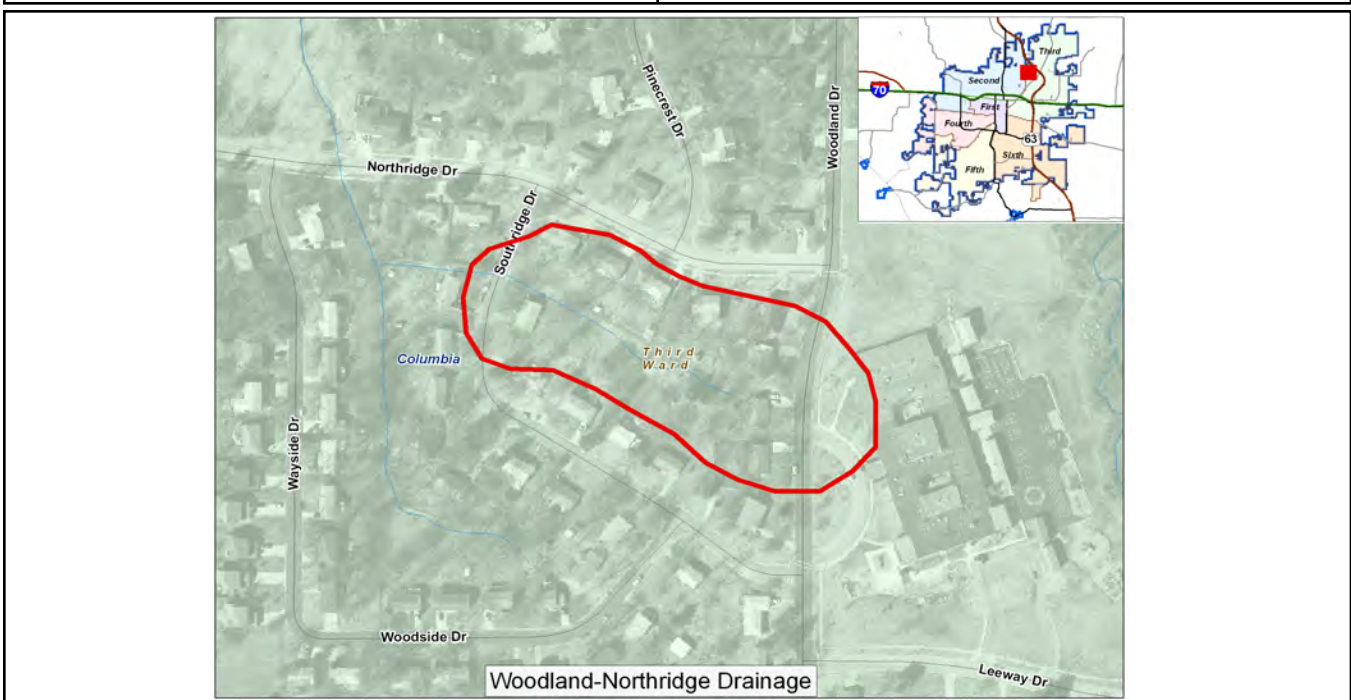 Pinecrest Dr
Woodland Dr
Northridge Dr
Southridge Dr
Third
Second
70
First
Fourth
63
Sixth
Fifth
Columbia
Third
Ward
Wayside Dr
Woodside Dr
Leeway Dr
Woodland-Northridge Drainage